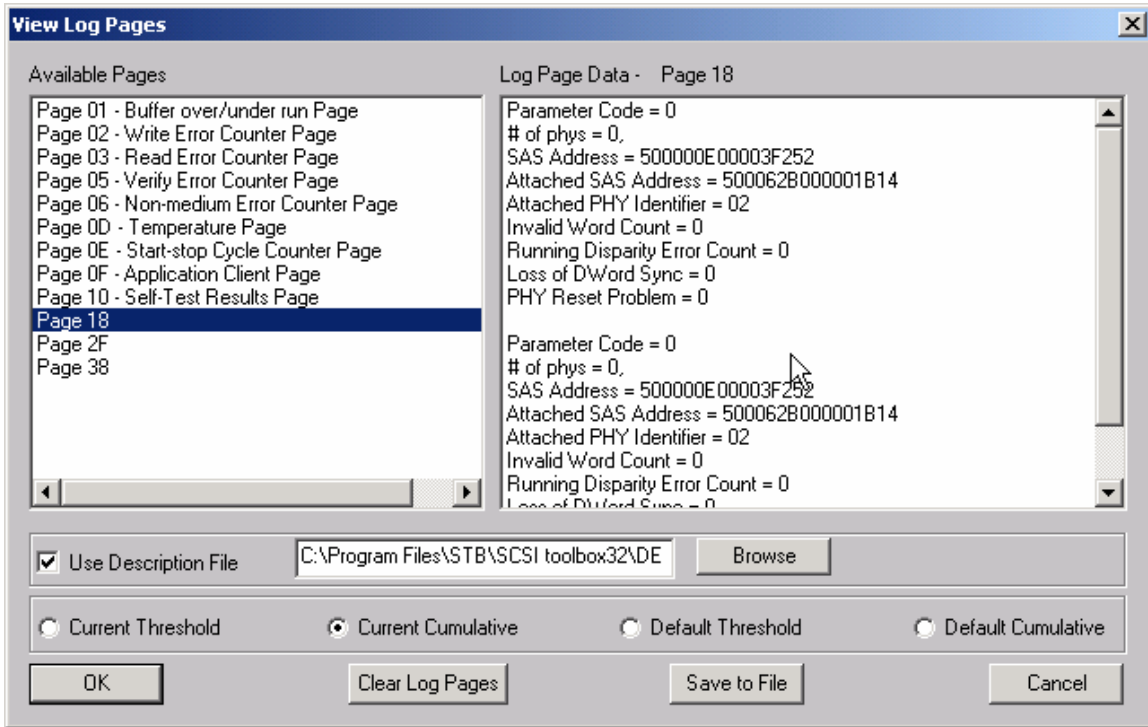 View Log Pages
Available Pages
Page 01 - Buffer over/under run Page
Page 02 - Write Error Counter Page
Page 03 - Read Error Counter Page
Page 05 - Verify Error Counter Page
Page 06 - Non-medium Error Counter Page
Page 0D - Temperature Page
Page 0E - Start-stop Cycle Counter Page
Page 0F - Application Client Page
Page 10 - Self-Test Results Page
Page 18
Page 2F
Page 38
Log Page Data - Page 18
Parameter Code = 0
# of phys = 0,
SAS Address = 500000E00003F252
Attached SAS Address = 500062B000001B14
Attached PHY Identifier = 02
Invalid Word Count = 0
Running Disparity Error Count = 0
Loss of DWord Sync = 0
PHY Reset Problem = 0
Parameter Code = 0
# of phys = 0,
SAS Address = 500000E00003F252
Attached SAS Address = 500062B000001B14
Attached PHY Identifier = 02
Invalid Word Count = 0
Running Disparity Error Count = 0
Loss of DWord Sync = 0
Use Description File
C:\Program Files\STB\SCSI toolbox32\DE
Browse
Current Threshold
Current Cumulative
Default Threshold
Default Cumulative
OK
Clear Log Pages
Save to File
Cancel